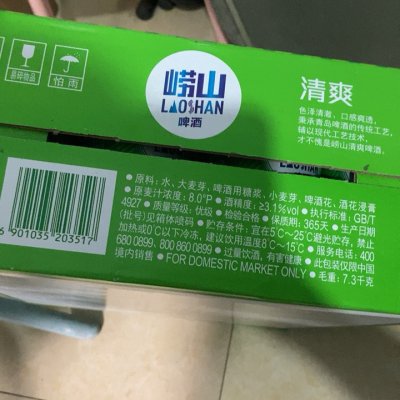 易碎物品
怕雨
崂山
LAOSHAN
啤酒
清爽
色泽清澈，口感爽透。
秉承青岛啤酒的传统工艺，
辅以现代工艺技术，
才不愧是崂山清爽啤酒。
LAOSHAN
原料：水、大麦芽、啤酒用糖浆、小麦芽、啤酒花、酒花浸膏
原麦汁浓度：8.0°P 酒精度：≥3.1%vol 执行标准：GB/T
4927 质量等级：优级 检验合格 保质期：365天 生产日期
(批号)见箱体喷码 贮存条件：宜在5℃~25℃避光贮存，禁止
加热或0℃以下冷冻，建议饮用温度8℃~15℃ 服务电话：400
680 0899、800 860 0899 过量饮酒，有害健康 此包装仅限中国
境内销售 FOR DOMESTIC MARKET ONLY 毛重：7.3千克
6 901035 203517